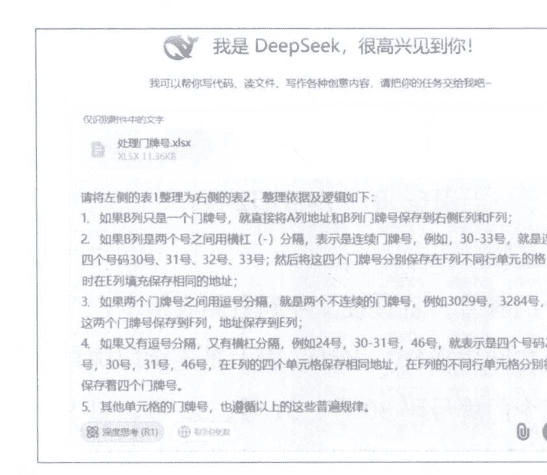 我是 DeepSeek，很高兴见到你！
我可以帮你写代码、读文件、写作各种创意内容，请把你的任务交给我吧~
仅识别附件中的文字
处理门牌号.xlsx
XLSX 11.36KB
请将左侧的表1整理为右侧的表2。整理依据及逻辑如下：
1. 如果B列只是一个门牌号，就直接将A列地址和B列门牌号保存到右侧E列和F列；
2. 如果B列是两个号之间用横杠（-）分隔，表示是连续门牌号，例如，30-33号，就是
四个号码30号、31号、32号、33号；然后将这四个门牌号分别保存在F列不同行单元的格
时在E列填充保存相同的地址；
3. 如果两个门牌号之间用逗号分隔，就是两个不连续的门牌号，例如3029号，3284号，
这两个门牌号保存到F列，地址保存到E列；
4. 如果又有逗号分隔，又有横杠分隔，例如24号，30-31号，46号，就表示是四个号码
号，30号，31号，46号，在E列的四个单元格保存相同地址，在F列的不同行单元格分别
保存着四个门牌号。
5. 其他单元格的门牌号，也遵循以上的这些普遍规律。
深度思考 (R1)